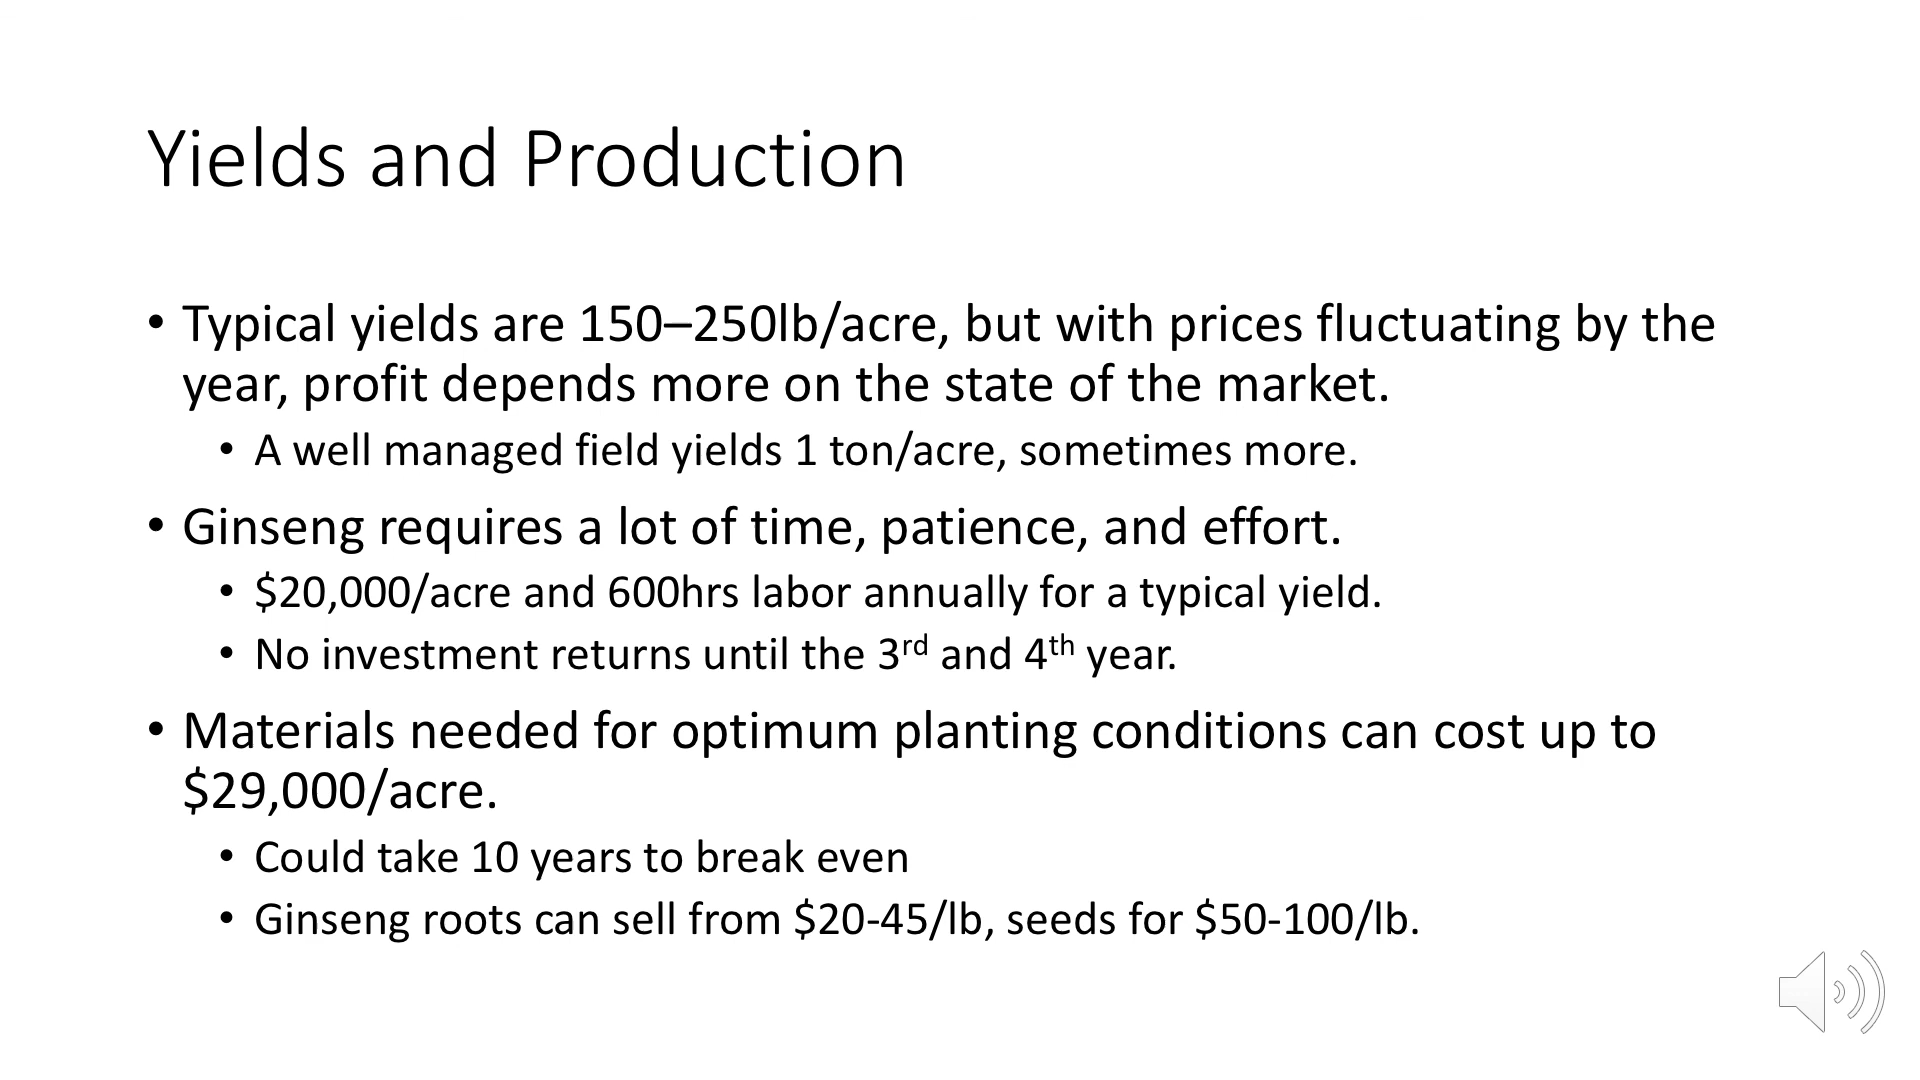 Yields and Production
• Typical yields are 150–250lb/acre, but with prices fluctuating by the
year, profit depends more on the state of the market.
• A well managed field yields 1 ton/acre, sometimes more.
• Ginseng requires a lot of time, patience, and effort.
• $20,000/acre and 600hrs labor annually for a typical yield.
• No investment returns until the 3rd and 4th year.
• Materials needed for optimum planting conditions can cost up to
$29,000/acre.
• Could take 10 years to break even
• Ginseng roots can sell from $20-45/lb, seeds for $50-100/lb.